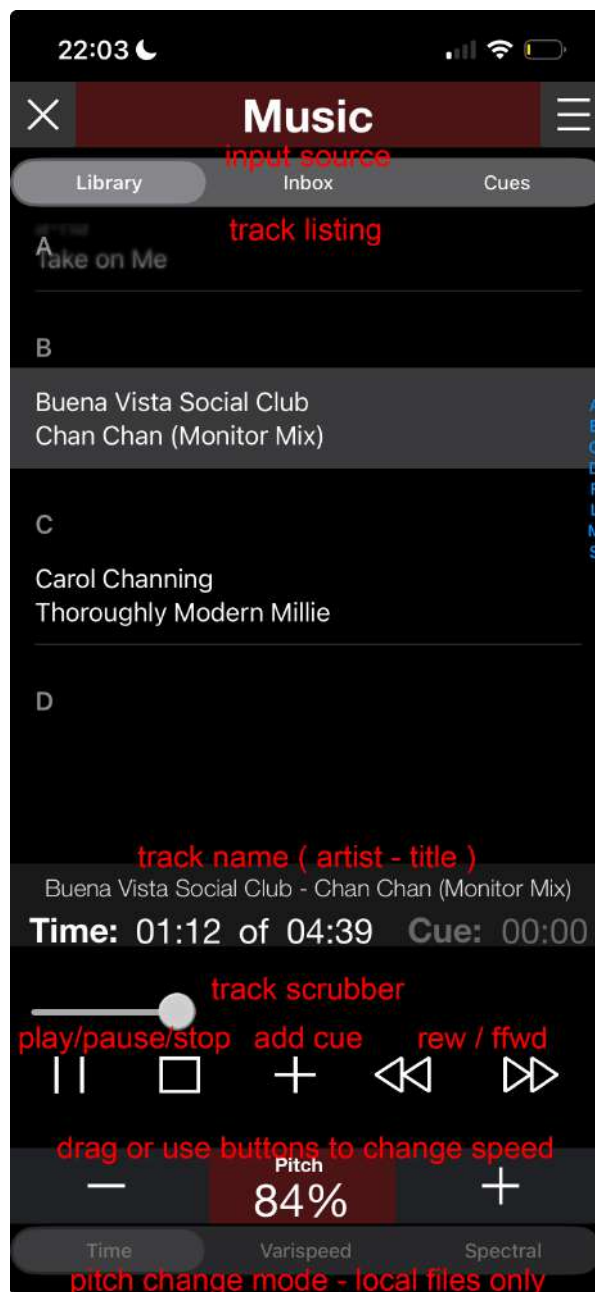 22:03
Music
input source
Library Inbox Cues
track listing
A
Take on Me
B
Buena Vista Social Club
Chan Chan (Monitor Mix)
C
Carol Channing
Thoroughly Modern Millie
D
track name ( artist - title )
Buena Vista Social Club - Chan Chan (Monitor Mix)
Time: 01:12 of 04:39 Cue: 00:00
track scrubber
play/pause/stop add cue rew / ffwd
drag or use buttons to change speed
Pitch
84%
Time Varispeed Spectral
pitch change mode - local files only